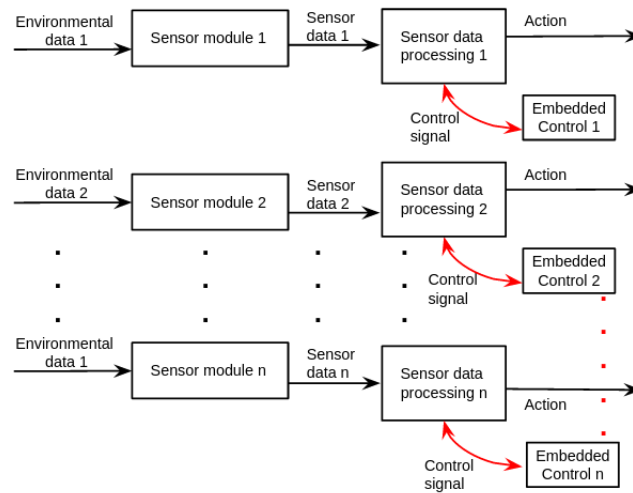 Environmental
data 1
Sensor module 1
Sensor
data 1
Sensor data
processing 1
Action
Control
signal
Embedded
Control 1
Environmental
data 2
Sensor module 2
Sensor
data 2
Sensor data
processing 2
Action
Control
signal
Embedded
Control 2
Environmental
data 1
Sensor module n
Sensor
data n
Sensor data
processing n
Action
Control
signal
Embedded
Control n